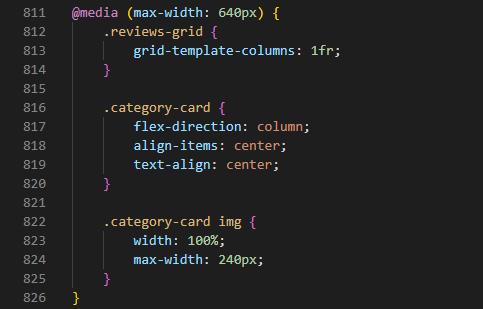 811 @media (max-width: 640px) {
812     .reviews-grid {
813         grid-template-columns: 1fr;
814     }
815
816     .category-card {
817         flex-direction: column;
818         align-items: center;
819         text-align: center;
820     }
821
822     .category-card img {
823         width: 100%;
824         max-width: 240px;
825     }
826 }